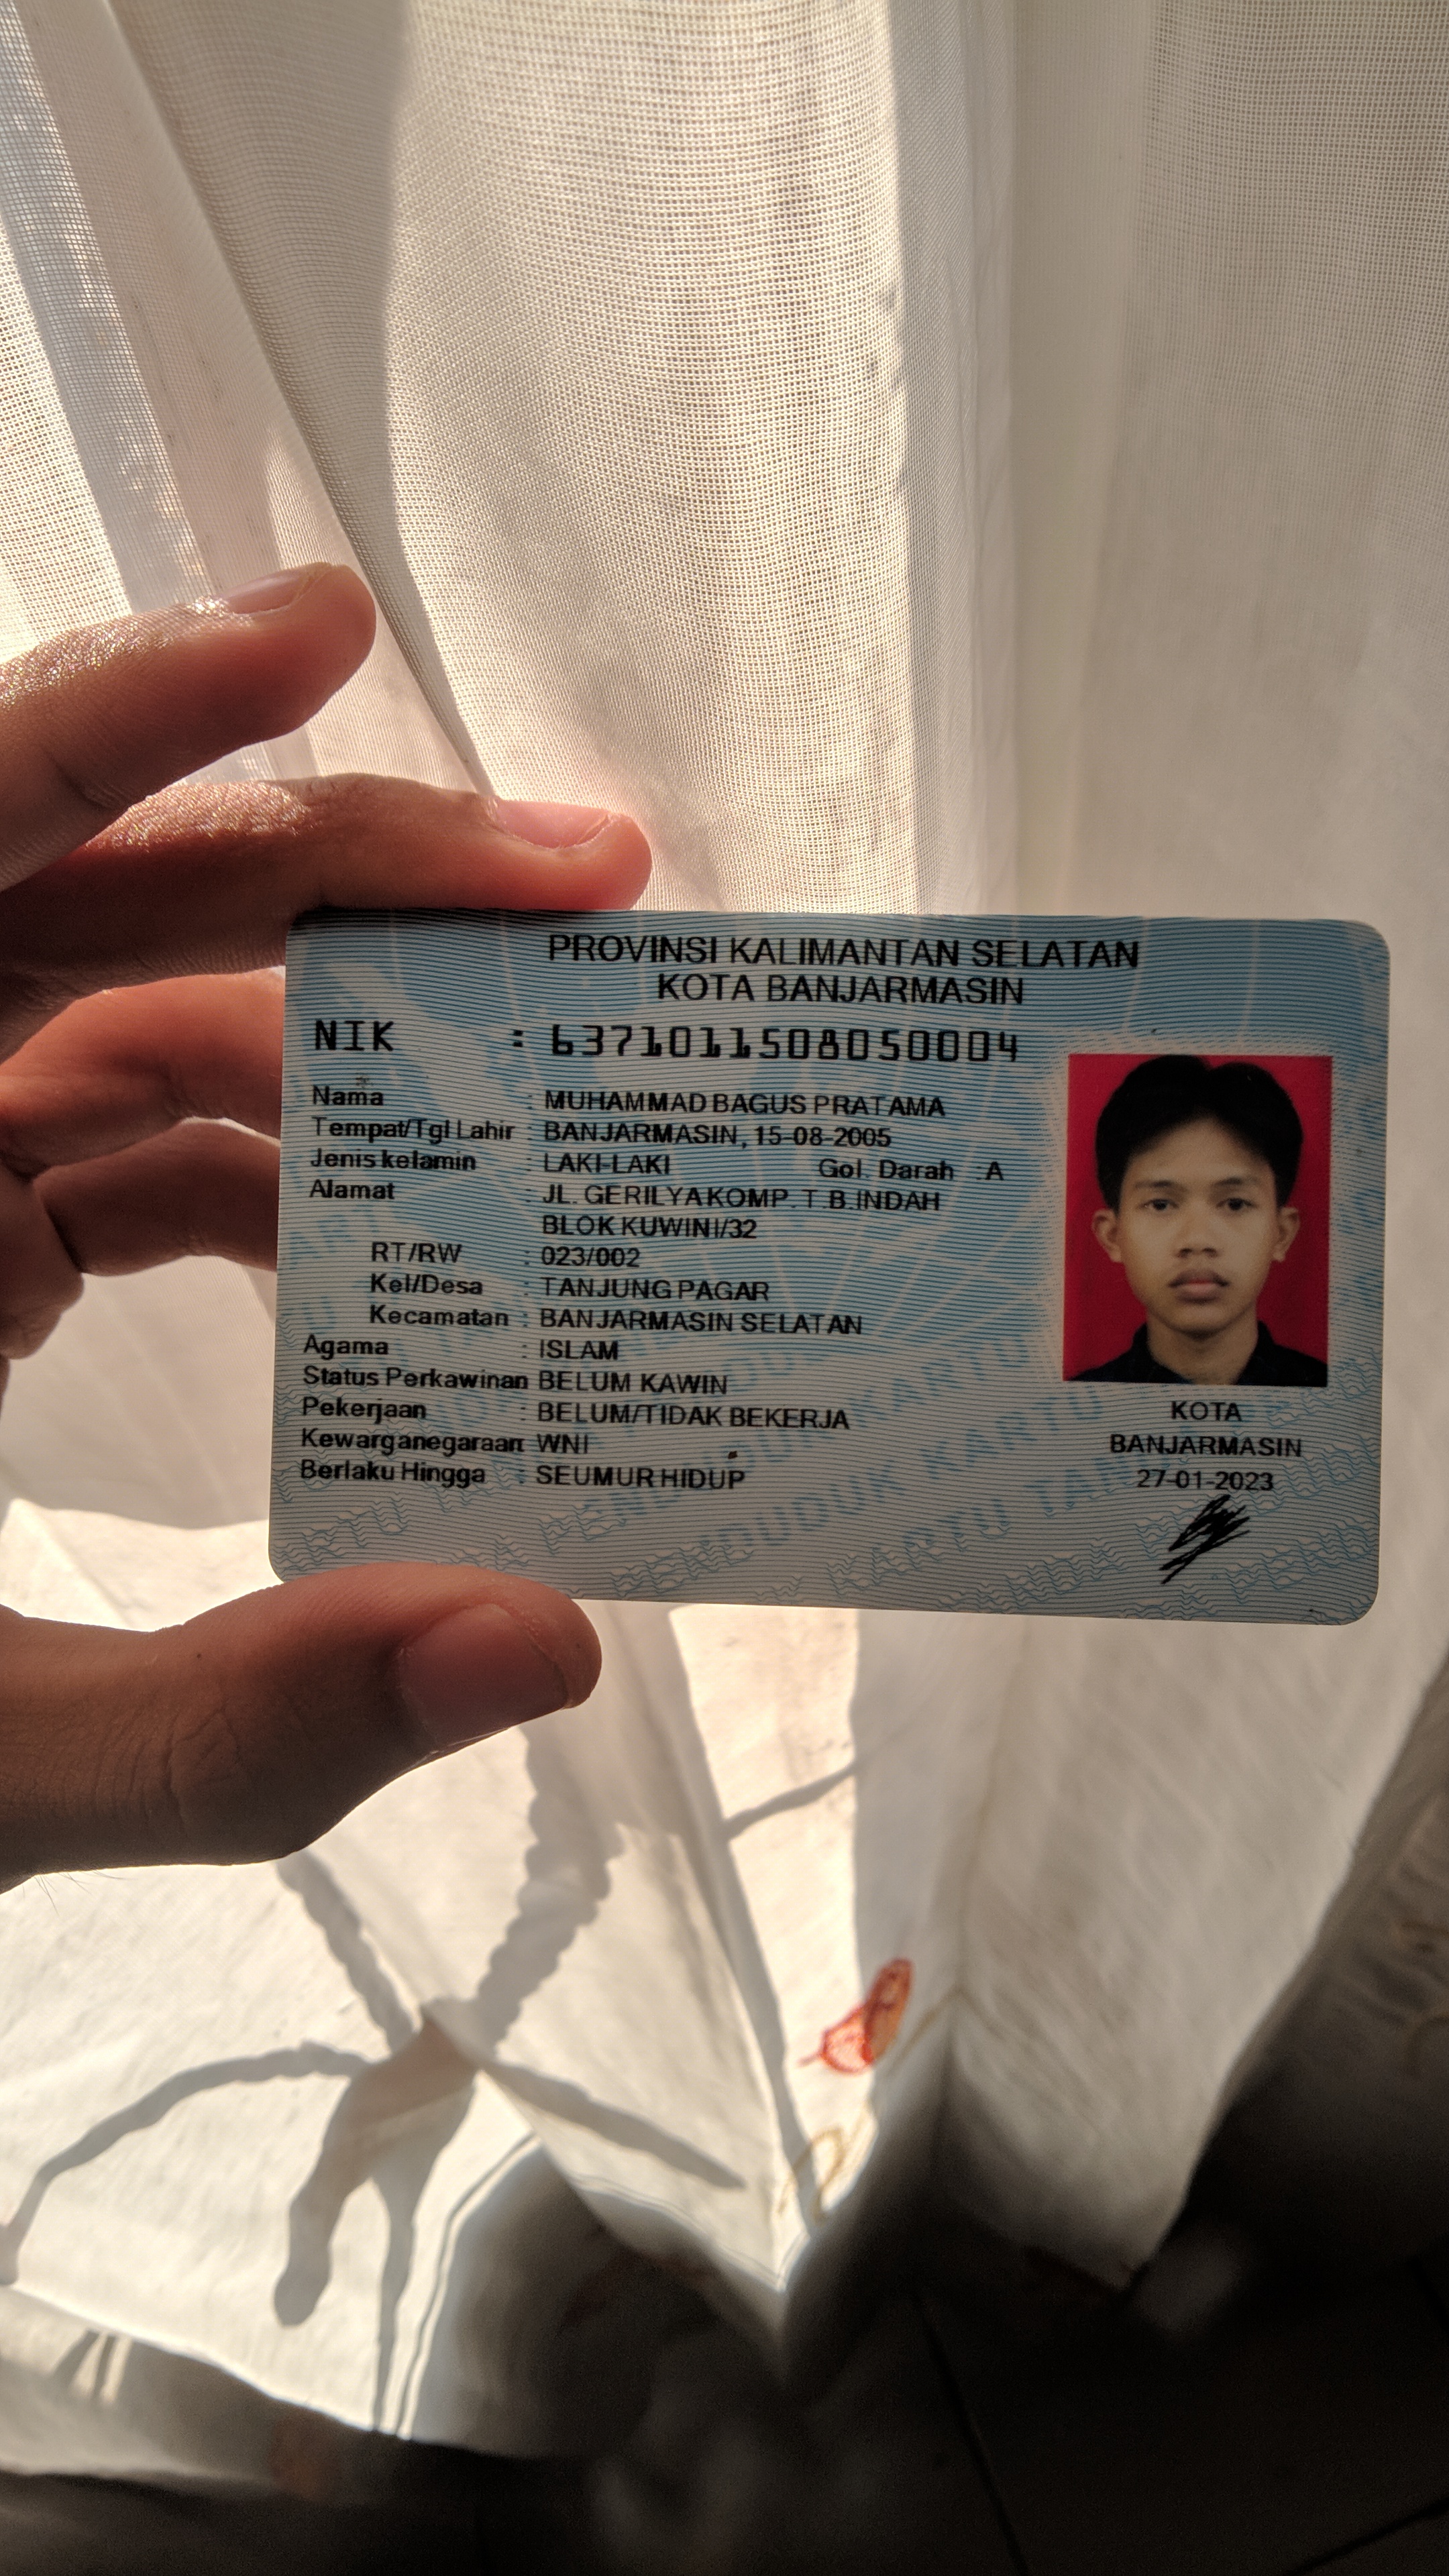 PROVINSI KALIMANTAN SELATAN
KOTA BANJARMASIN
NIK : 6371011508050004
Nama : MUHAMMAD BAGUS PRATAMA
Tempat/Tgl Lahir : BANJARMASIN, 15-08-2005
Jenis kelamin : LAKI-LAKI Gol. Darah : A
Alamat : JL. GERILYA KOMP. T.B.INDAH
BLOK KUWINI/32
RT/RW : 023/002
Kel/Desa : TANJUNG PAGAR
Kecamatan : BANJARMASIN SELATAN
Agama : ISLAM
Status Perkawinan BELUM KAWIN
Pekerjaan : BELUM/TIDAK BEKERJA
Kewarganegaraan: WNI
Berlaku Hingga : SEUMUR HIDUP
KOTA
BANJARMASIN
27-01-2023